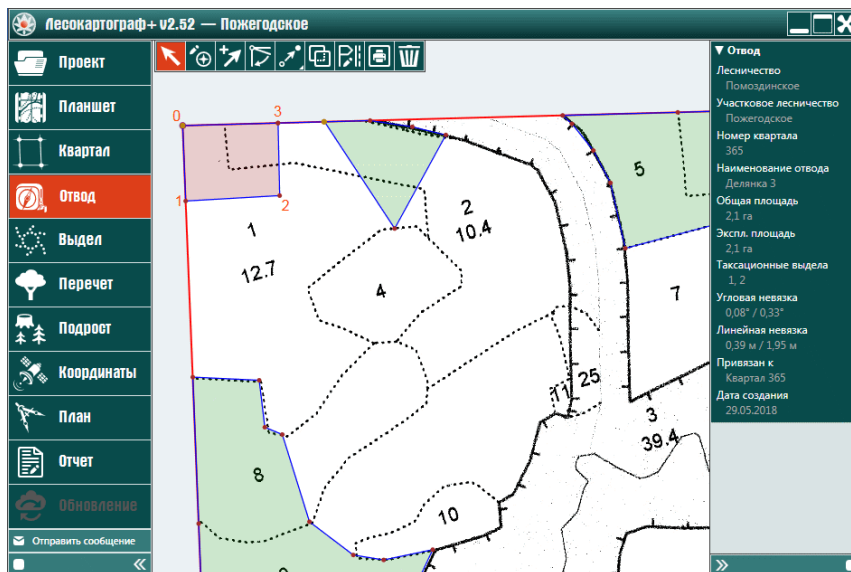 Лесокартограф+ v2.52 — Пожегодское
Проект
Планшет
Квартал
Отвод
Выдел
Перечет
Подрост
Координаты
План
Отчет
Обновление
Отправить сообщение
0
3
1
2
1
12.7
2
10.4
4
5
7
11
25
3
39.4
8
10
▼ Отвод
Лесничество
Помоздинское
Участковое лесничество
Пожегодское
Номер квартала
365
Наименование отвода
Делянка 3
Общая площадь
2,1 га
Экспл. площадь
2,1 га
Таксационные выдела
1, 2
Угловая невязка
0,08° / 0,33°
Линейная невязка
0,39 м / 1,95 м
Привязан к
Квартал 365
Дата создания
29.05.2018